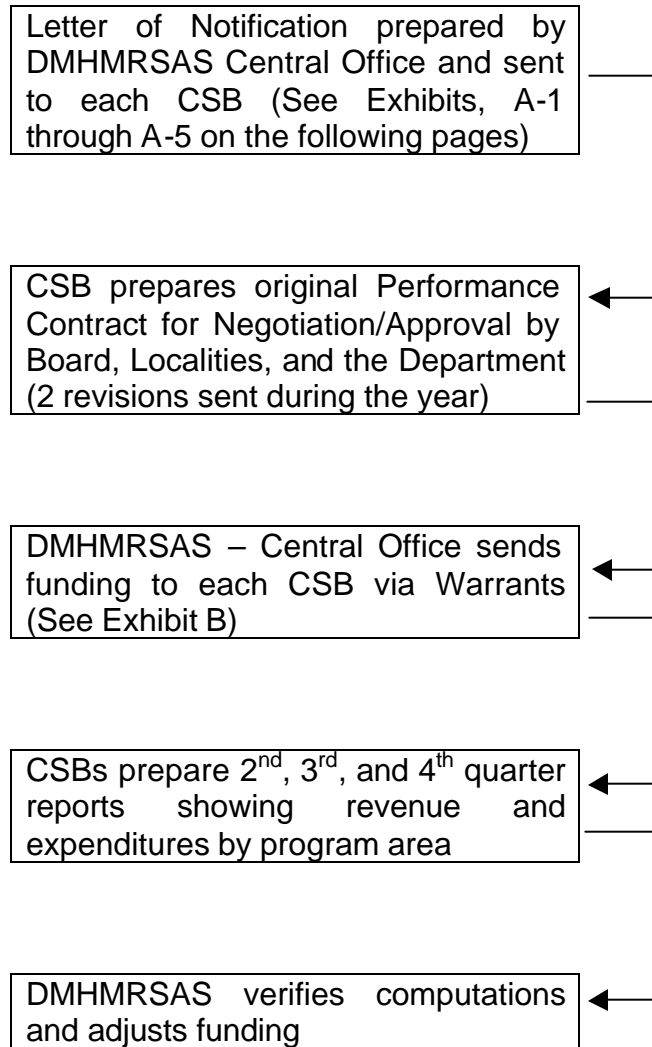 Letter of Notification prepared by
DMHMRSAS Central Office and sent
to each CSB (See Exhibits, A-1
through A-5 on the following pages)
CSB prepares original Performance
Contract for Negotiation/Approval by
Board, Localities, and the Department
(2 revisions sent during the year)
DMHMRSAS – Central Office sends
funding to each CSB via Warrants
(See Exhibit B)
CSBs prepare 2nd, 3rd, and 4th quarter
reports showing revenue and
expenditures by program area
DMHMRSAS verifies computations
and adjusts funding